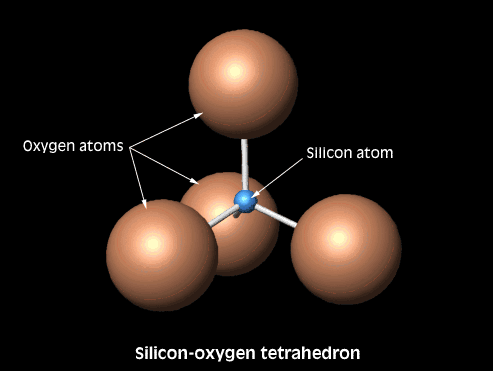 Oxygen atoms
Silicon atom
Silicon-oxygen tetrahedron